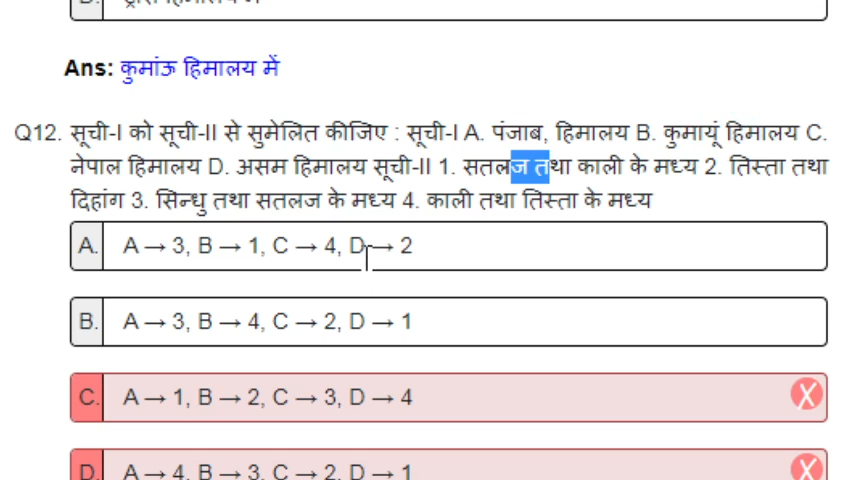 Ans: कुमांऊ हिमालय में
Q12. सूची-I को सूची-II से सुमेलित कीजिए : सूची-I A. पंजाब, हिमालय B. कुमायूं हिमालय C.
नेपाल हिमालय D. असम हिमालय सूची-II 1. सतलज तथा काली के मध्य 2. तिस्ता तथा
दिहांग 3. सिन्धु तथा सतलज के मध्य 4. काली तथा तिस्ता के मध्य
A. A → 3, B → 1, C → 4, D → 2
B. A → 3, B → 4, C → 2, D → 1
C. A → 1, B → 2, C → 3, D → 4 X
D. A → 4, B → 3, C → 2, D → 1 X